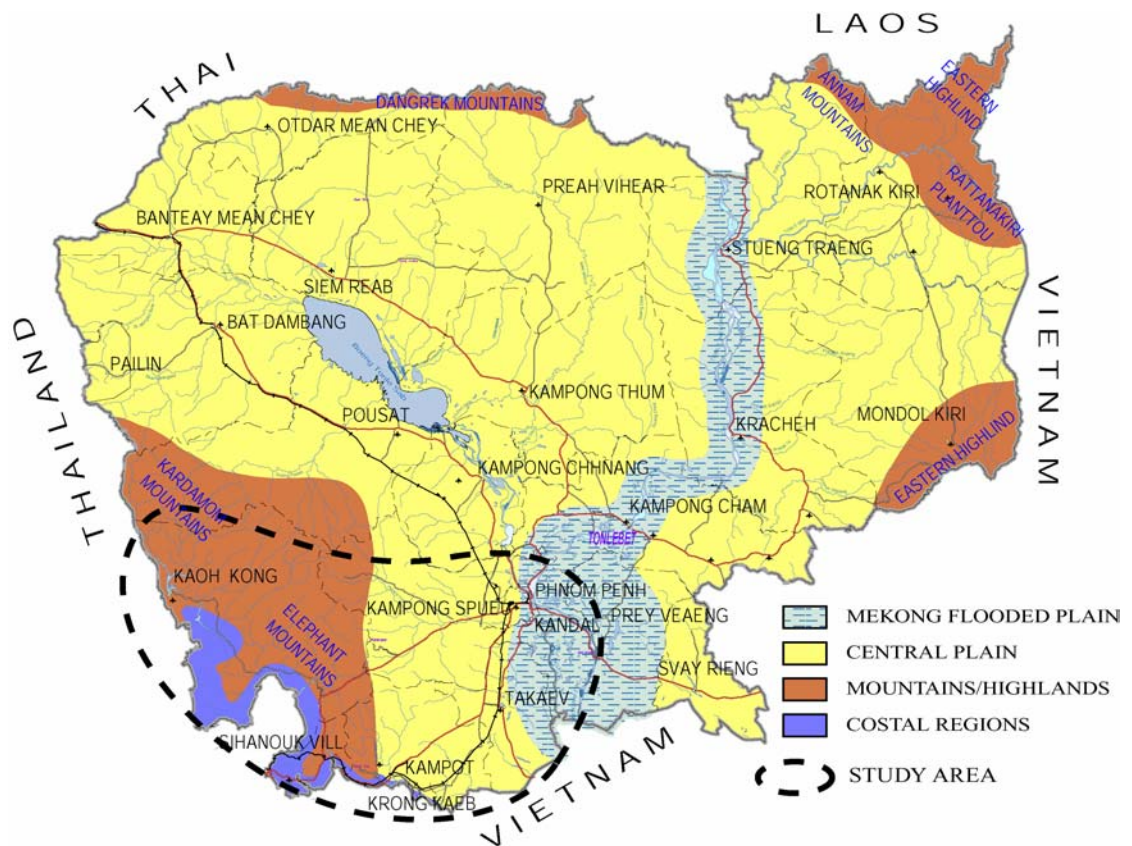 LAOS
THAI
DANGREK MOUNTAINS
ANNAM
MOUNTAINS
EASTERN
HIGHLIND
OTDAR MEAN CHEY
PREAH VIHEAR
ROTANAK KIRI
RATTANAKIRI
PLANTTOU
BANTEAY MEAN CHEY
STUENG TRAENG
SIEM REAB
VIETNAM
BAT DAMBANG
THAILAND
PAILIN
KAMPONG THUM
POUSAT
MONDOL KIRI
KRACHEH
KAMPONG CHHNANG
EASTERN HIGHLIND
KARDAMOM
MOUNTAINS
KAMPONG CHAM
TONLEBET
KAOH KONG
PHNOM PENH
KAMPONG SPUEU
PREY VEAENG
KANDAL
ELEPHANT
MOUNTAINS
SVAY RIENG
TAKAEV
SIHANOUK VILL
KAMPOT
KRONG KAEB
VIETNAM
MEKONG FLOODED PLAIN
CENTRAL PLAIN
MOUNTAINS/HIGHLANDS
COSTAL REGIONS
STUDY AREA